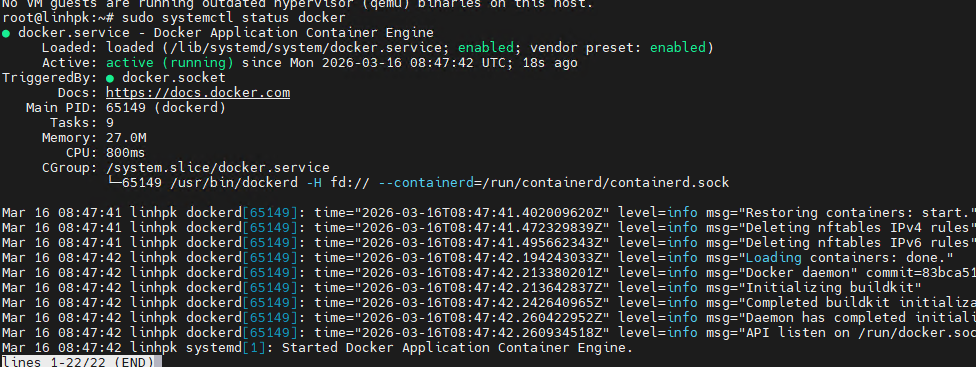 No VM guests are running outdated hypervisor (qemu) binaries on this host.
root@linhpk:~# sudo systemctl status docker
● docker.service - Docker Application Container Engine
     Loaded: loaded (/lib/systemd/system/docker.service; enabled; vendor preset: enabled)
     Active: active (running) since Mon 2026-03-16 08:47:42 UTC; 18s ago
TriggeredBy: ● docker.socket
       Docs: https://docs.docker.com
   Main PID: 65149 (dockerd)
      Tasks: 9
     Memory: 27.0M
        CPU: 800ms
     CGroup: /system.slice/docker.service
             └─65149 /usr/bin/dockerd -H fd:// --containerd=/run/containerd/containerd.sock
Mar 16 08:47:41 linhpk dockerd[65149]: time="2026-03-16T08:47:41.402009620Z" level=info msg="Restoring containers: start."
Mar 16 08:47:41 linhpk dockerd[65149]: time="2026-03-16T08:47:41.472329839Z" level=info msg="Deleting nftables IPv4 rules"
Mar 16 08:47:41 linhpk dockerd[65149]: time="2026-03-16T08:47:41.495662343Z" level=info msg="Deleting nftables IPv6 rules"
Mar 16 08:47:42 linhpk dockerd[65149]: time="2026-03-16T08:47:42.194243033Z" level=info msg="Loading containers: done."
Mar 16 08:47:42 linhpk dockerd[65149]: time="2026-03-16T08:47:42.213380201Z" level=info msg="Docker daemon" commit=83bca51
Mar 16 08:47:42 linhpk dockerd[65149]: time="2026-03-16T08:47:42.213642837Z" level=info msg="Initializing buildkit"
Mar 16 08:47:42 linhpk dockerd[65149]: time="2026-03-16T08:47:42.242640965Z" level=info msg="Completed buildkit initializa
Mar 16 08:47:42 linhpk dockerd[65149]: time="2026-03-16T08:47:42.260422952Z" level=info msg="Daemon has completed initiali
Mar 16 08:47:42 linhpk dockerd[65149]: time="2026-03-16T08:47:42.260934518Z" level=info msg="API listen on /run/docker.soc
Mar 16 08:47:42 linhpk systemd[1]: Started Docker Application Container Engine.
lines 1-22/22 (END)